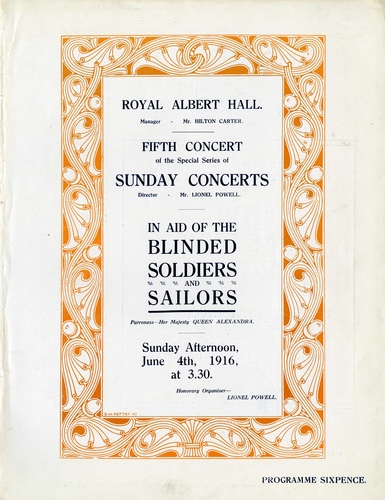 ROYAL ALBERT HALL.
Manager - Mr. HILTON CARTER.
FIFTH CONCERT
of the Special Series of
SUNDAY CONCERTS
Director - Mr. LIONEL POWELL.
IN AID OF THE
BLINDED
SOLDIERS
AND
SAILORS
Patroness—Her Majesty QUEEN ALEXANDRA.
Sunday Afternoon,
June 4th, 1916,
at 3.30.
Honorary Organiser—
LIONEL POWELL.
PROGRAMME SIXPENCE.